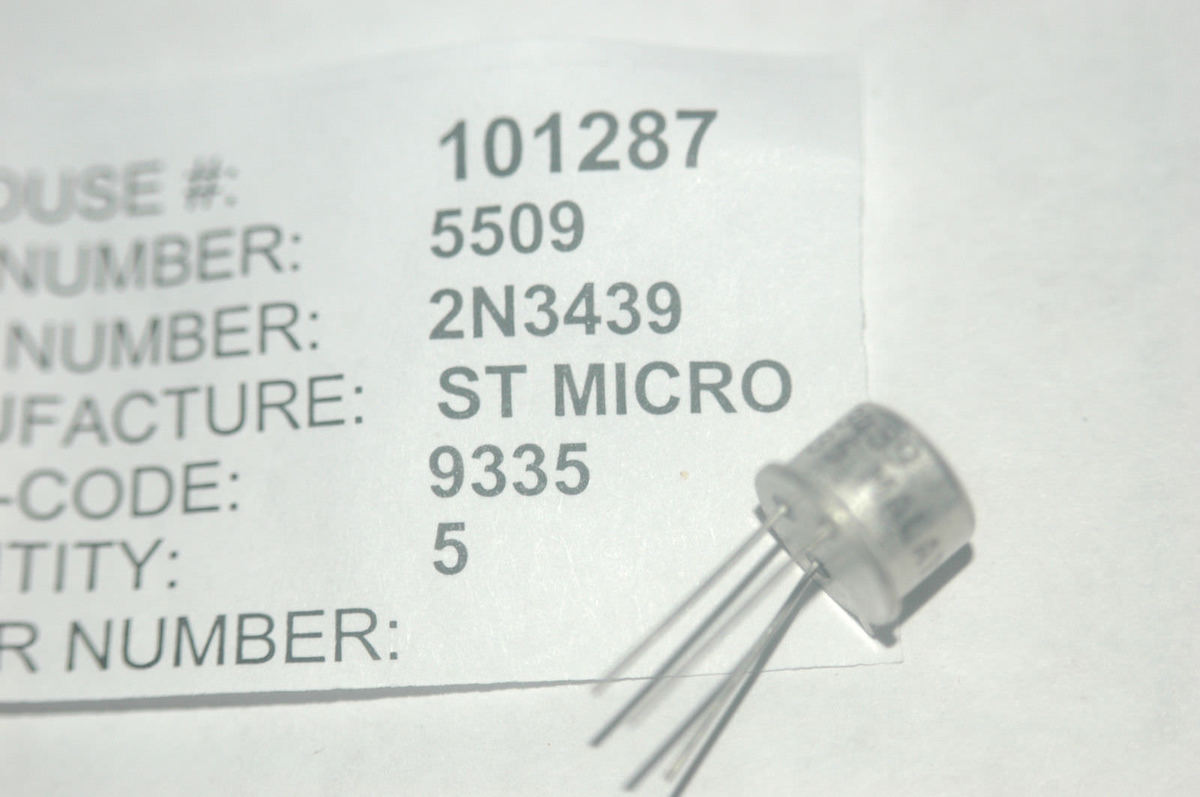 OUSE #: 101287
NUMBER: 5509
NUMBER: 2N3439
UFACTURE: ST MICRO
-CODE: 9335
TITY: 5
R NUMBER: